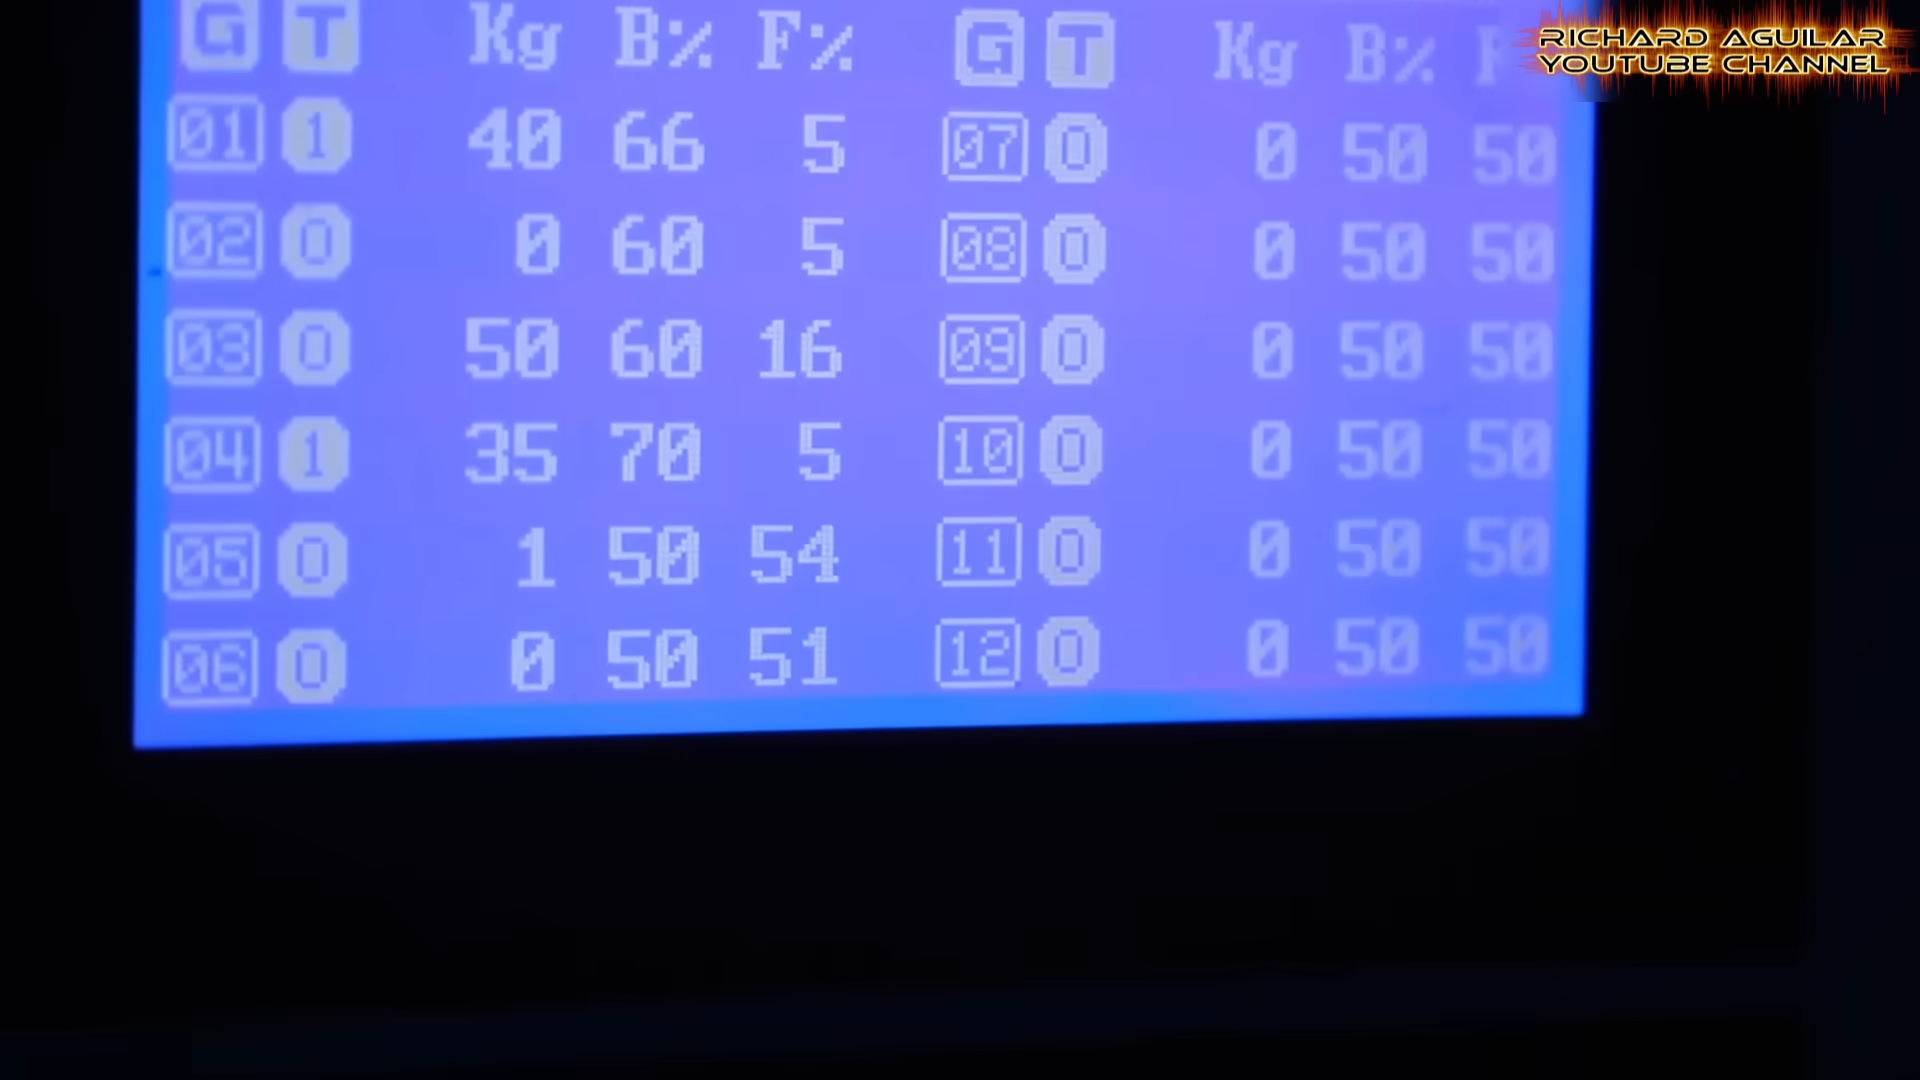 G T Kg B% F% G T Kg B% F
01 1 40 66 5 07 0 0 50 50
02 0 0 60 5 08 0 0 50 50
03 0 50 60 16 09 0 0 50 50
04 1 35 70 5 10 0 0 50 50
05 0 1 50 54 11 0 0 50 50
06 0 0 50 51 12 0 0 50 50
RICHARD AGUILAR
YOUTUBE CHANNEL